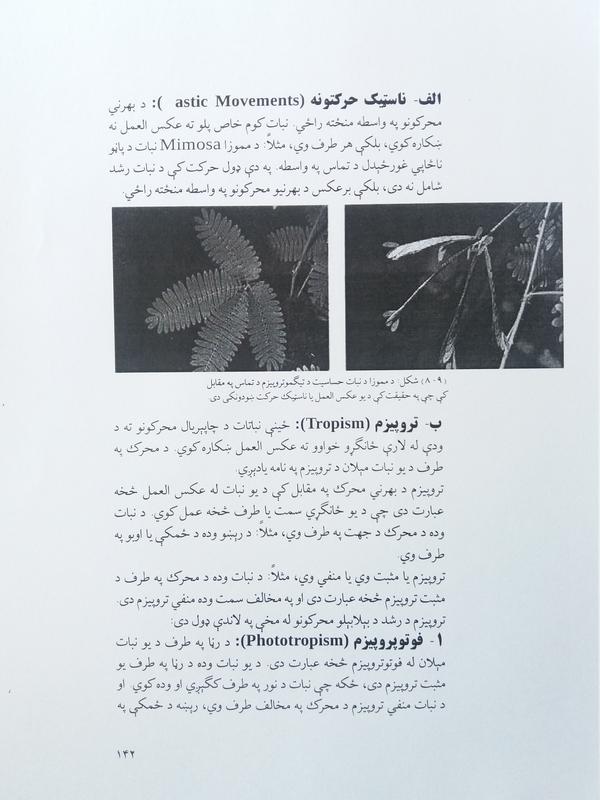 الف- ناستیک حرکتونه (astic Movements ): د بهرني
محرکونو په واسطه منځته راځي. نبات کوم خاص پلو ته عکس العمل نه
ښکاره کوي، بلکې هر طرف وي، مثلاً: د مموزا Mimosa نبات د پاڼو
ناڅاپي غورځېدل د تماس په واسطه. په دې ډول حرکت کې د نبات رشد
شامل نه دی، بلکې برعکس د بهرنیو محرکونو په واسطه منځته راځي.
(۹-۸) شکل: د مموزا د نبات حساسیت د تیگموتروپیزم د تماس په مقابل
کې چې په حقیقت کې د یو عکس العمل یا ناستیک حرکت ښودونکی دی.
ب- تروپیزم (Tropism): ځینې نباتات د چاپېریال محرکونو ته د
ودې له لارې ځانګړو خواوو ته عکس العمل ښکاره کوي. د محرک په
طرف د یو نبات مېلان د تروپیزم په نامه یادېږي.
تروپیزم د بهرني محرک په مقابل کې د یو نبات له عکس العمل څخه
عبارت دی چې د یو ځانګړي سمت یا طرف څخه عمل کوي. د نبات
وده د محرک د جهت په طرف وي، مثلاً: د ریښو وده د ځمکې یا اوبو په
طرف وي.
تروپیزم یا مثبت وي یا منفي وي، مثلاً: د نبات وده د محرک په طرف د
مثبت تروپیزم څخه عبارت دی او په مخالف سمت وده منفي تروپیزم دی.
تروپیزم د رشد د بېلابېلو محرکونو له مخې په لاندې ډول دی:
۱- فوتوپروپیزم (Phototropism): د رڼا په طرف د یو نبات
مېلان له فوتوتروپیزم څخه عبارت دی. د یو نبات وده د رڼا په طرف یو
مثبت تروپیزم دی، ځکه چې نبات د نور په طرف کګېږي او وده کوي. او
د نبات منفي تروپیزم د محرک په مخالف طرف وي، ریښه د ځمکې په
۱۴۲